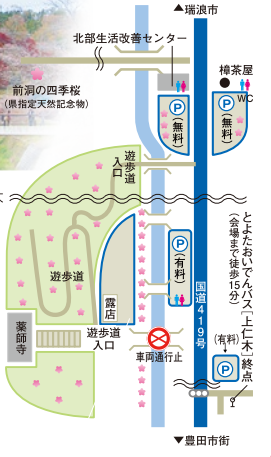 ▲瑞浪市
北部生活改善センター
樟茶屋
WC
前洞の四季桜
(県指定天然記念物)
P
(無料)
P
(無料)
遊歩道
入口
とよたおいでんバス[上仁木]終点
(会場まで徒歩15分)
遊歩道
P
(有料)
国道419号
露店
薬師寺
遊歩道
入口
車両通行止
(有料)
P
▼豊田市街